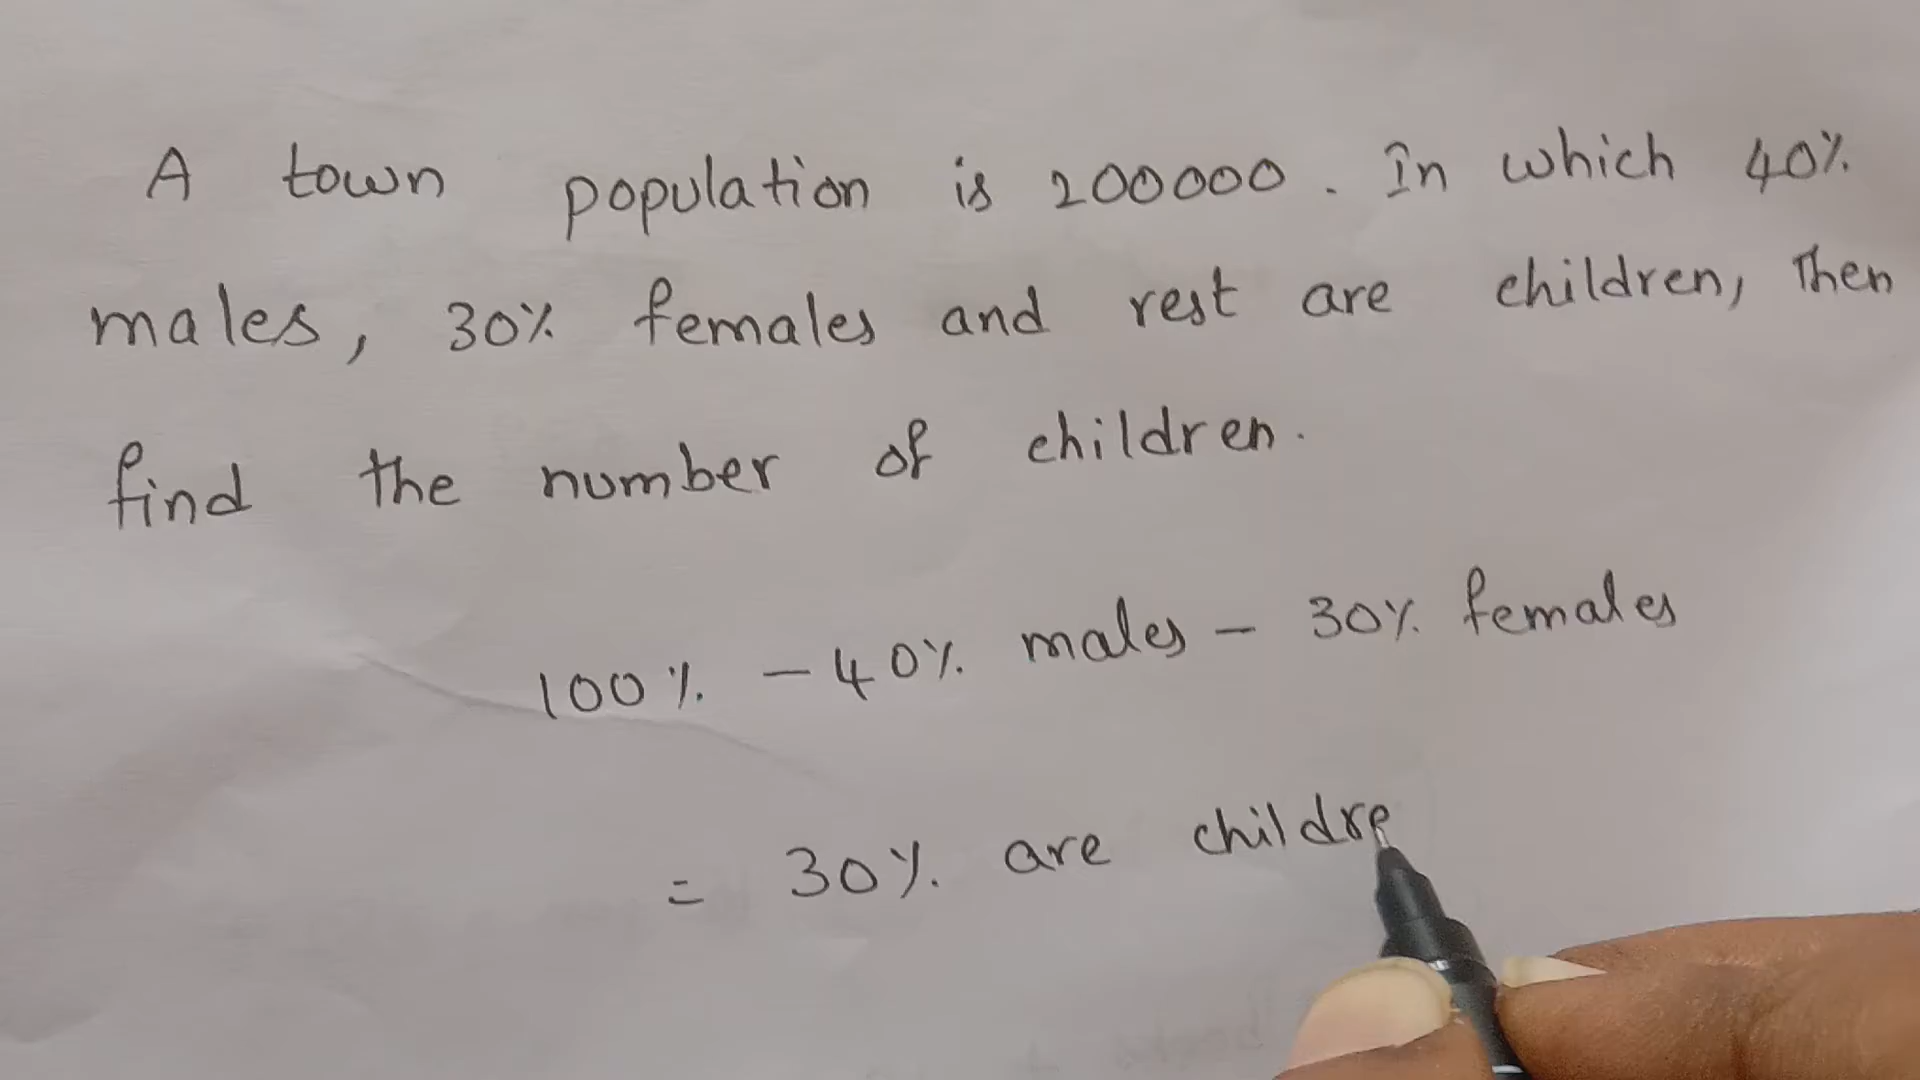 A town population is 200000. In which 40%
males, 30% females and rest are children, Then
find the number of children.
100% - 40% males - 30% females
= 30% are childre